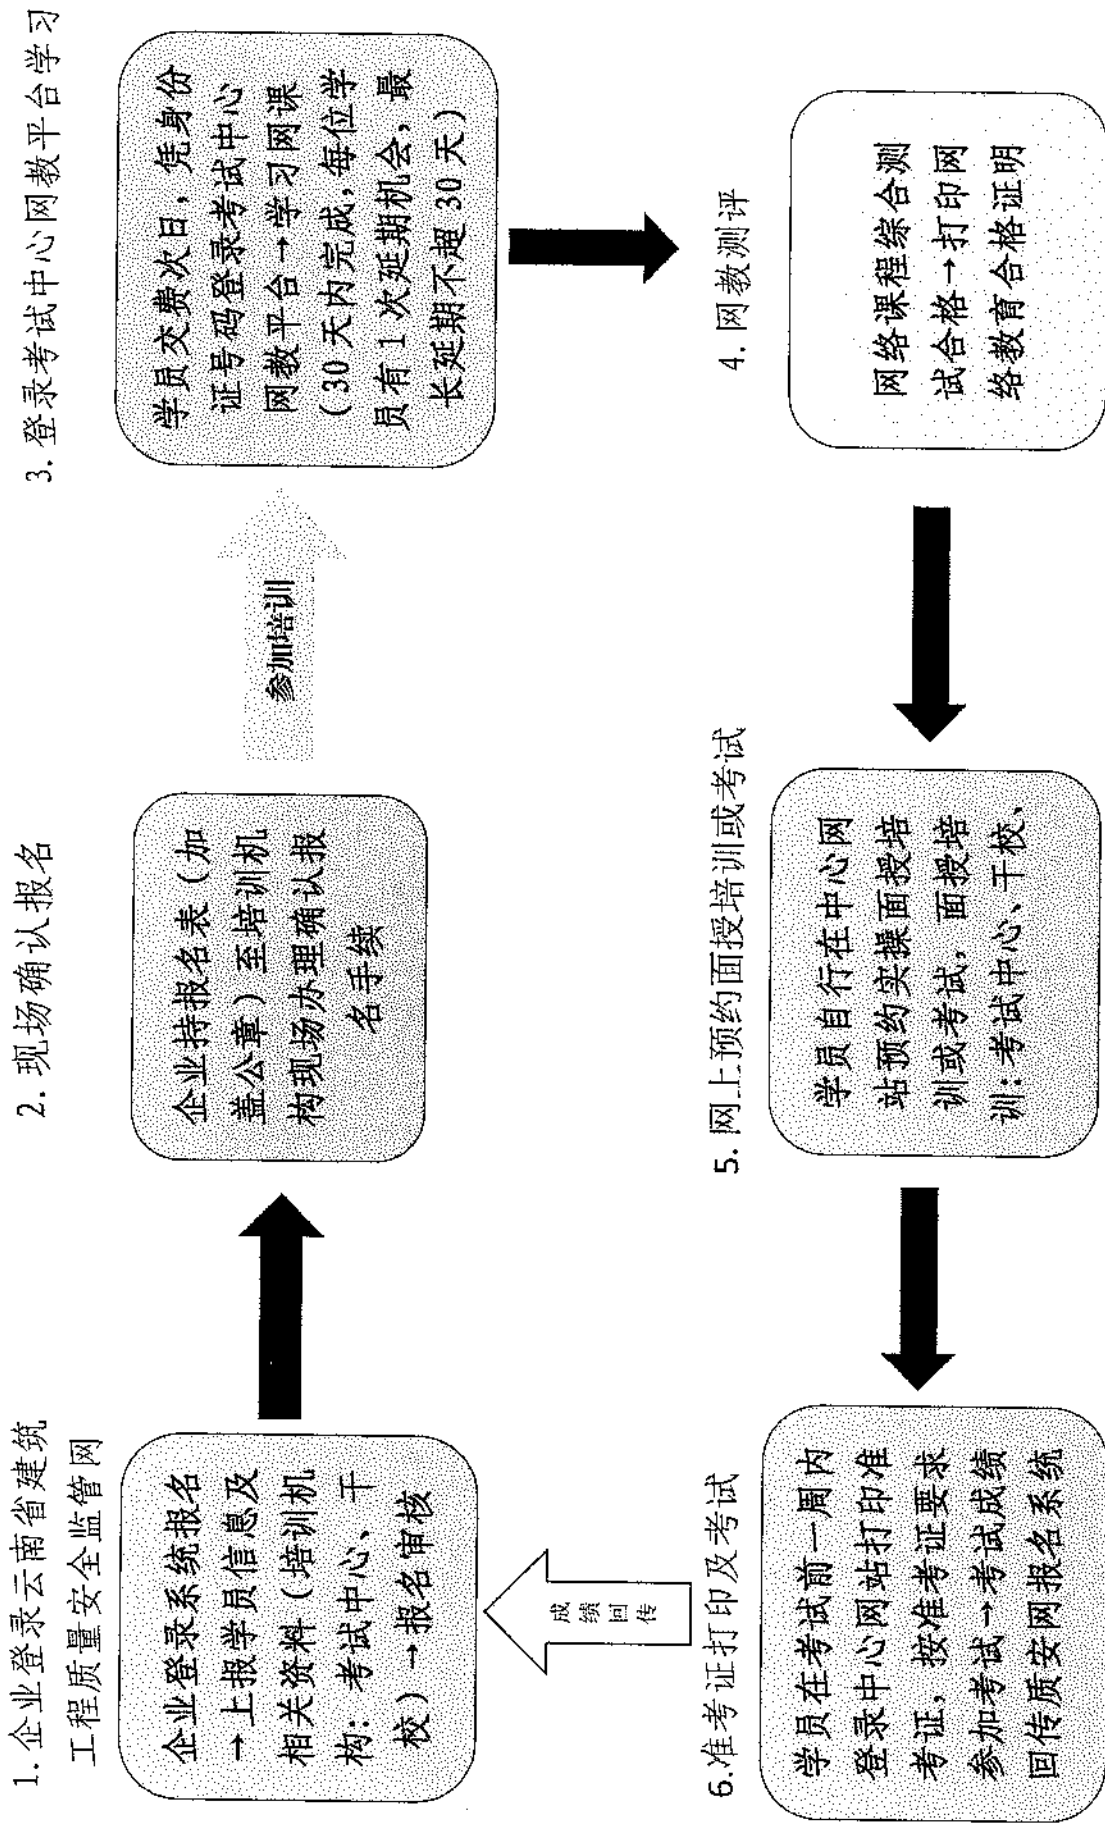 1. 企业登录云南省建筑
工程质量安全监管网
企业登录系统报名
→上报学员信息及
相关资料（培训机
构：考试中心、干
校）→报名审核
2. 现场确认报名
企业持报名表（加
盖公章）至培训机
构现场办理确认报
名手续
参加培训
3. 登录考试中心网教平台学习
学员交费次日，凭身份
证号码登录考试中心
网教平台→学习网课
（30天内完成，每位学
员有1次延期机会，最
长延期不超30天）
4. 网教测评
网络课程综合测
试合格→打印网
络教育合格证明
5. 网上预约面授培训或考试
学员自行在中心网
站预约实操面授培
训或考试，面授培
训：考试中心、干校、
6.准考证打印及考试
学员在考试前一周内
登录中心网站打印准
考证，按准考证要求
参加考试→考试成绩
回传质安网报名系统
成
绩
回
传